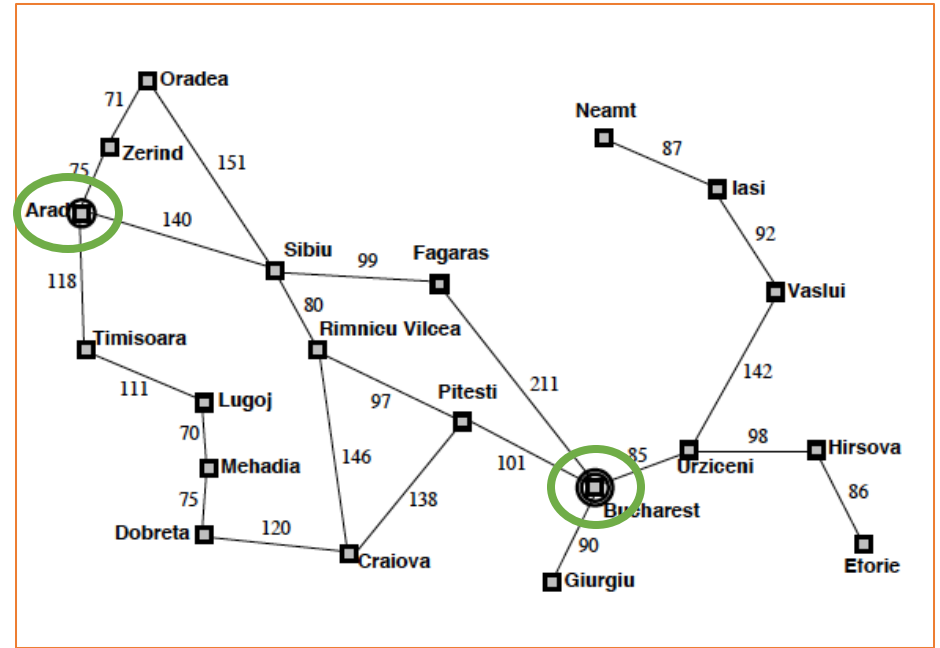 Oradea
71
Neamt
Zerind
87
75
151
Iasi
Arad
140
92
Sibiu
Fagaras
99
118
Vaslui
80
Timisoara
Rimnicu Vilcea
142
111
211
Pitesti
Lugoj
97
70
98
Hirsova
85
Mehadia
146
101
Urziceni
75
138
86
Bucharest
Dobreta
120
90
Craiova
Eforie
Giurgiu